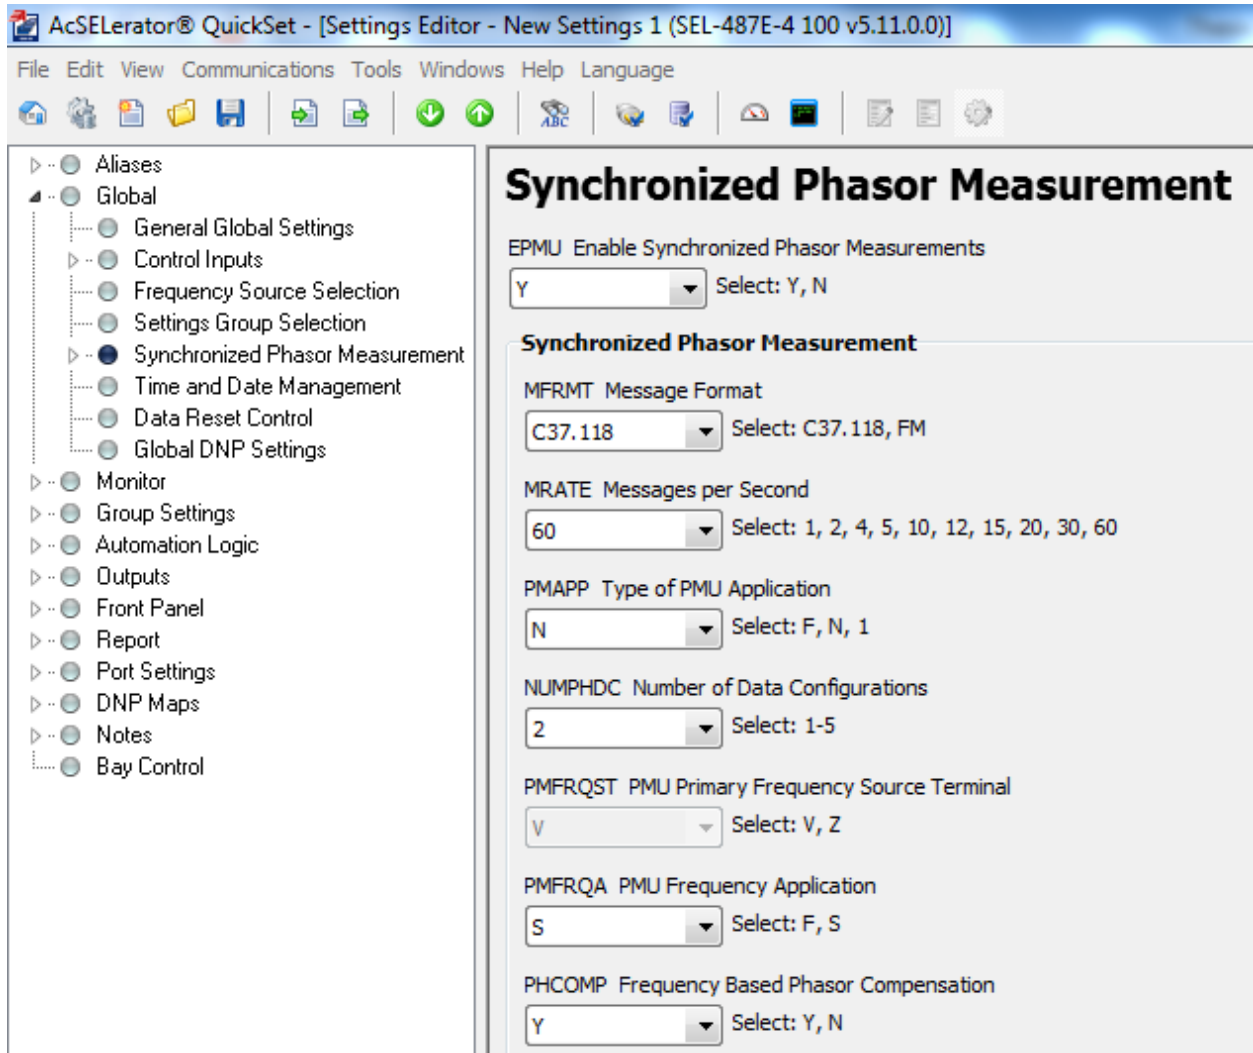 AcSELerator® QuickSet - [Settings Editor - New Settings 1 (SEL-487E-4 100 v5.11.0.0)]
File Edit View Communications Tools Windows Help Language
ABC
Aliases
Global
General Global Settings
Control Inputs
Frequency Source Selection
Settings Group Selection
Synchronized Phasor Measurement
Time and Date Management
Data Reset Control
Global DNP Settings
Monitor
Group Settings
Automation Logic
Outputs
Front Panel
Report
Port Settings
DNP Maps
Notes
Bay Control
Synchronized Phasor Measurement
EPMU Enable Synchronized Phasor Measurements
Y Select: Y, N
Synchronized Phasor Measurement
MFRMT Message Format
C37.118 Select: C37.118, FM
MRATE Messages per Second
60 Select: 1, 2, 4, 5, 10, 12, 15, 20, 30, 60
PMAPP Type of PMU Application
N Select: F, N, 1
NUMPHDC Number of Data Configurations
2 Select: 1-5
PMFRQST PMU Primary Frequency Source Terminal
V Select: V, Z
PMFRQA PMU Frequency Application
S Select: F, S
PHCOMP Frequency Based Phasor Compensation
Y Select: Y, N